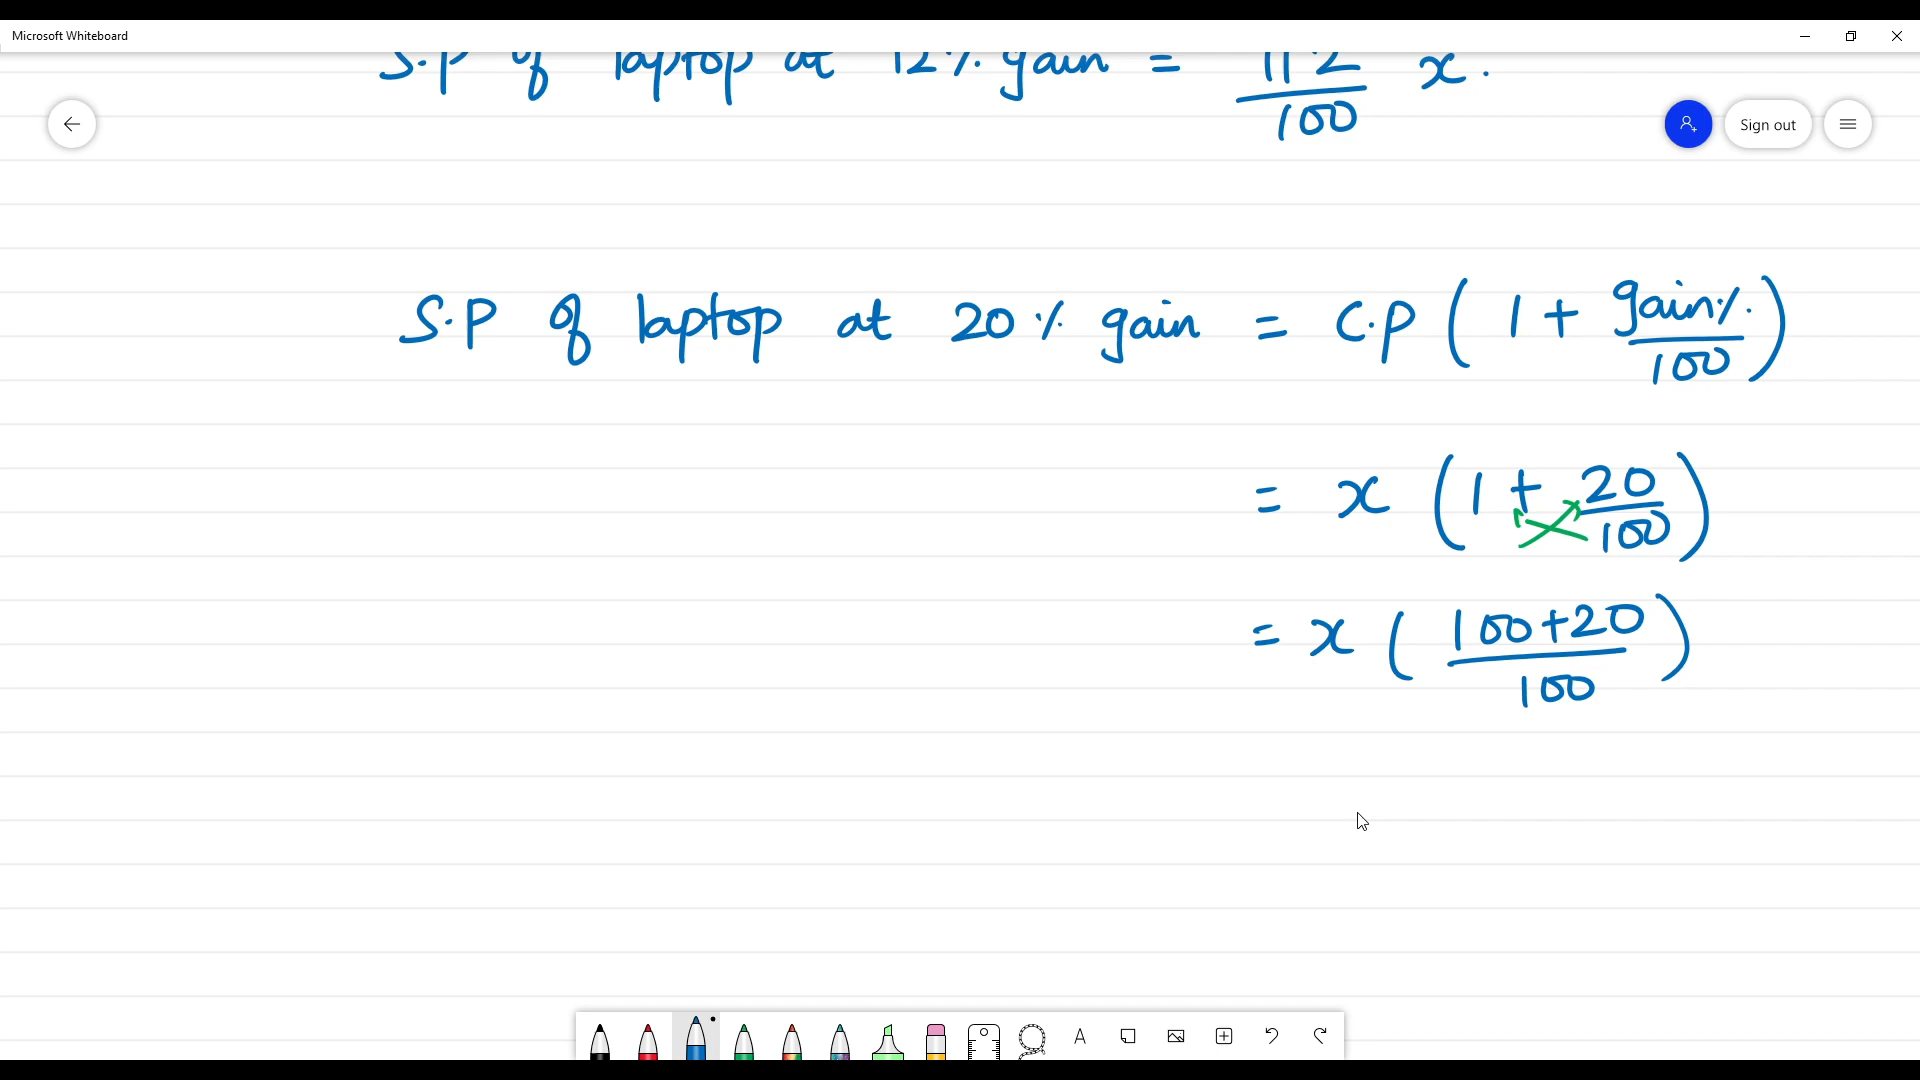 Microsoft Whiteboard
S.P of laptop at 12% gain = 112/100 x.
Sign out
S.P of laptop at 20% gain = C.P ( 1 + gain%/100 )
= x ( 1 + 20/100 )
= x ( 100+20/100 )
A